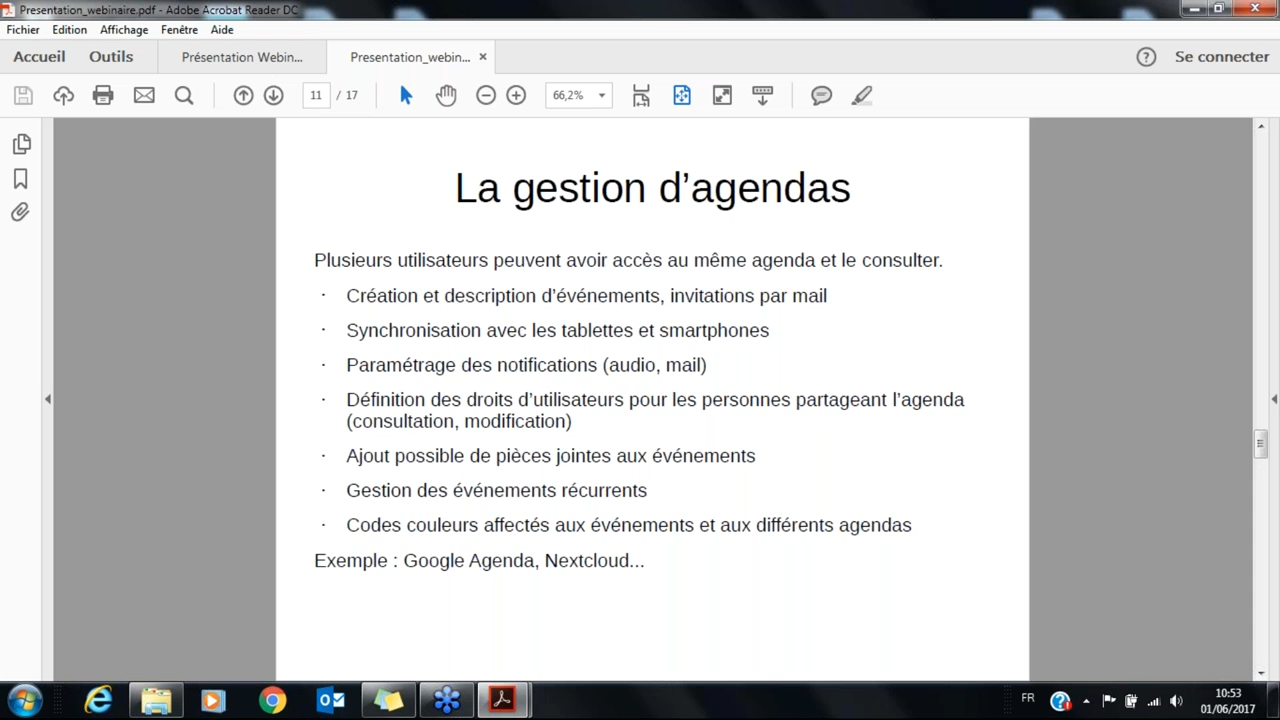 Presentation_webinaire.pdf - Adobe Acrobat Reader DC
Fichier Edition Affichage Fenêtre Aide
Accueil Outils Présentation Webin... Presentation_webin... Se connecter
11 / 17 66,2%
La gestion d’agendas
Plusieurs utilisateurs peuvent avoir accès au même agenda et le consulter.
· Création et description d’événements, invitations par mail
· Synchronisation avec les tablettes et smartphones
· Paramétrage des notifications (audio, mail)
· Définition des droits d’utilisateurs pour les personnes partageant l’agenda
(consultation, modification)
· Ajout possible de pièces jointes aux événements
· Gestion des événements récurrents
· Codes couleurs affectés aux événements et aux différents agendas
Exemple : Google Agenda, Nextcloud...
FR
10:53
01/06/2017